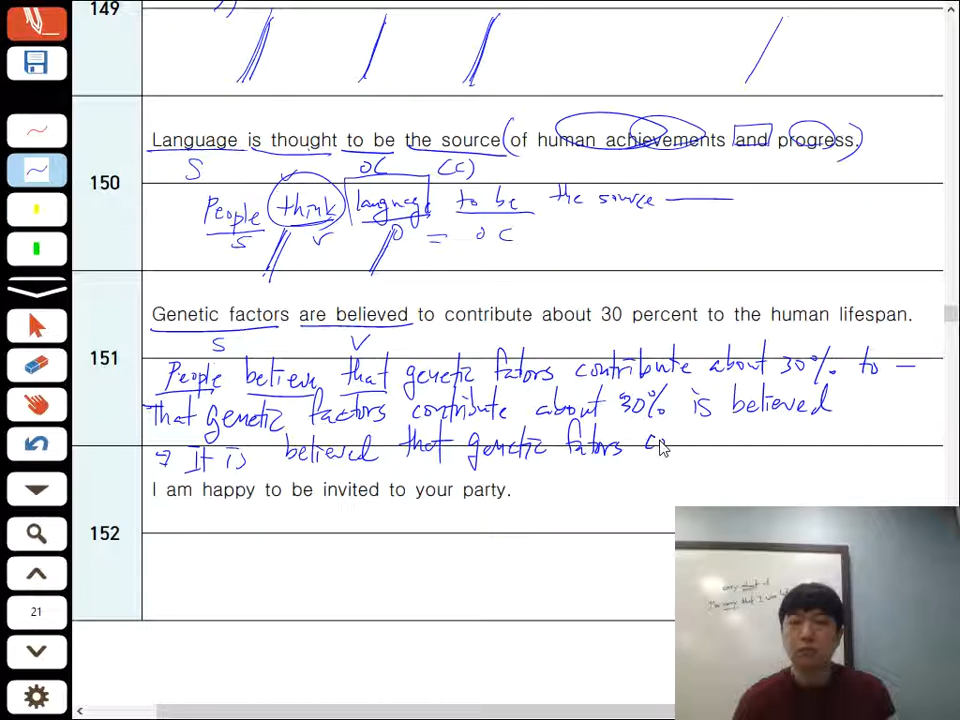 149
Language is thought to be the source (of human achievements and progress.)
S V OC (C)
150
People think language to be the source
S V O = OC
Genetic factors are believed to contribute about 30 percent to the human lifespan.
S V
151
People believe that genetic factors contribute about 30% to —
That genetic factors contribute about 30% is believed
→ It is believed that genetic factors co
I am happy to be invited to your party.
152
21